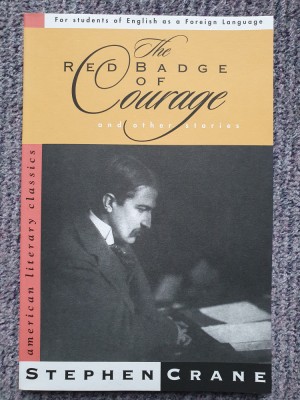 For students of English as a Foreign Language
The
RED BADGE
OF
Courage
and other stories
american literary classics
STEPHEN CRANE